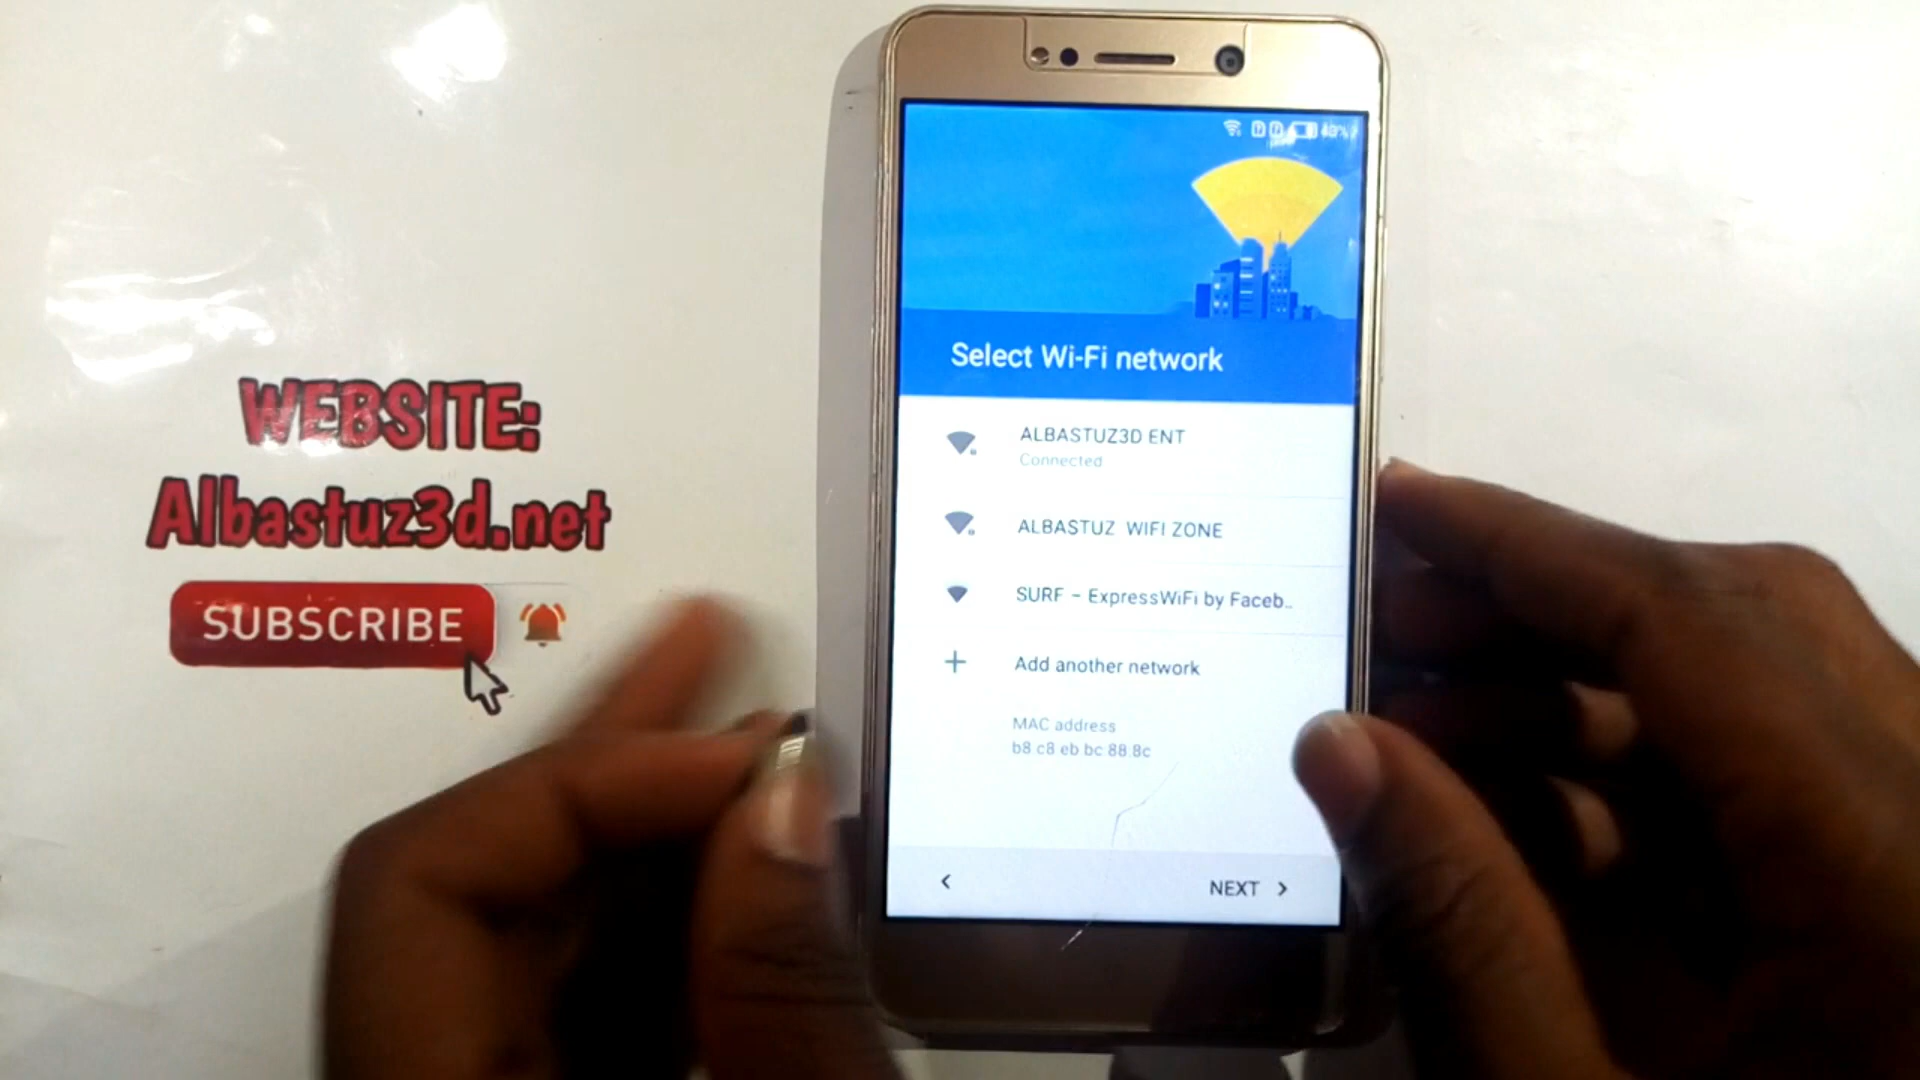 WEBSITE:
Albastuz3d.net
SUBSCRIBE
43%
Select Wi-Fi network
ALBASTUZ3D ENT
Connected
ALBASTUZ WIFI ZONE
SURF - ExpressWiFi by Faceb..
Add another network
MAC address
b8 c8 eb bc 88 8c
NEXT